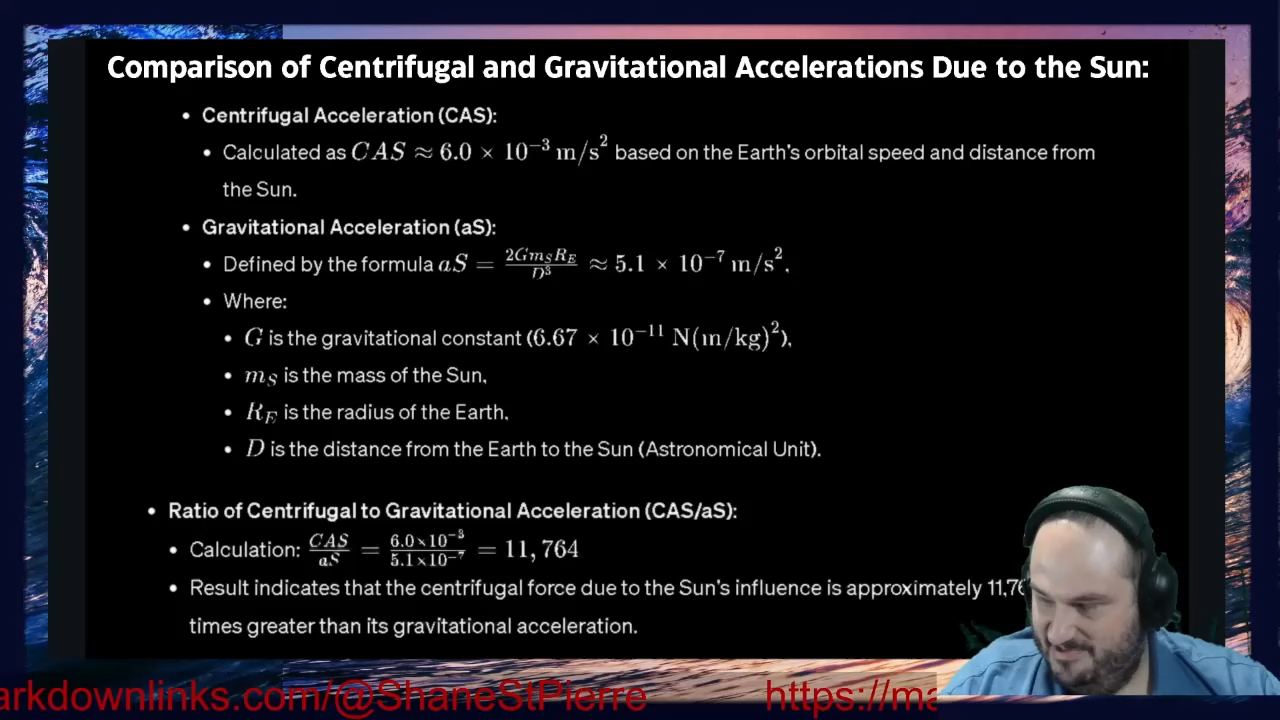 Comparison of Centrifugal and Gravitational Accelerations Due to the Sun:
• Centrifugal Acceleration (CAS):
• Calculated as CAS ≈ 6.0 × 10⁻³ m/s² based on the Earth's orbital speed and distance from
the Sun.
• Gravitational Acceleration (aS):
• Defined by the formula aS = 2Gm_SR_E/D³ ≈ 5.1 × 10⁻⁷ m/s²,
• Where:
• G is the gravitational constant (6.67 × 10⁻¹¹ N(m/kg)²),
• m_S is the mass of the Sun,
• R_E is the radius of the Earth,
• D is the distance from the Earth to the Sun (Astronomical Unit).
• Ratio of Centrifugal to Gravitational Acceleration (CAS/aS):
• Calculation: CAS/aS = 6.0×10⁻³/5.1×10⁻⁷ = 11,764
• Result indicates that the centrifugal force due to the Sun's influence is approximately 11,76
times greater than its gravitational acceleration.
arkdownlinks.com/@ShaneStPierre https://ma